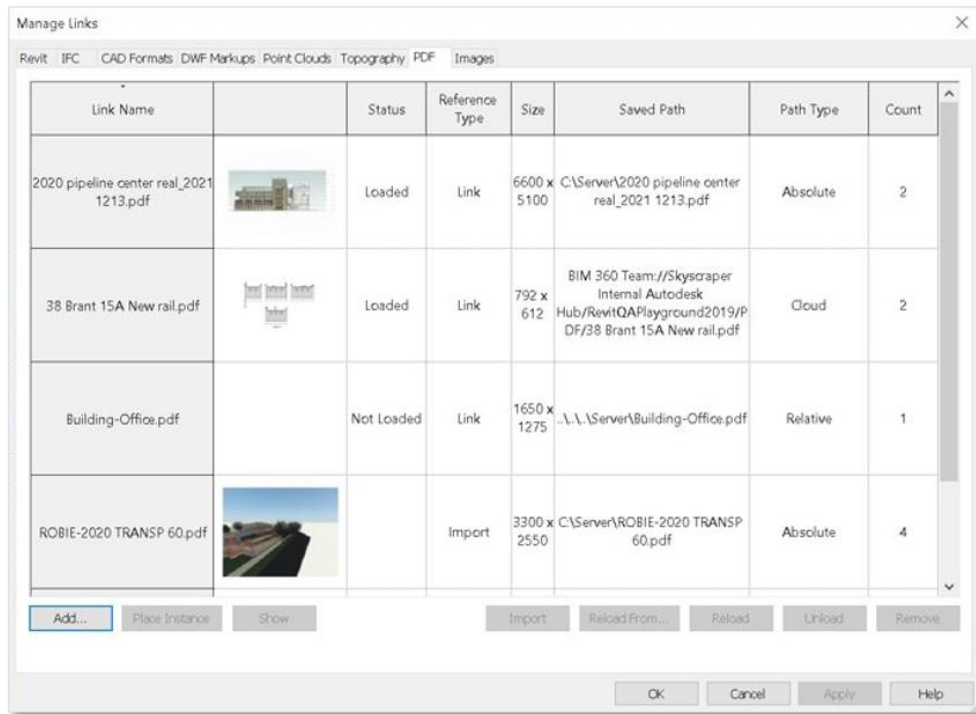 Manage Links
Revit IFC CAD Formats DWF Markups Point Clouds Topography PDF Images
Link Name Status Reference Type Size Saved Path Path Type Count
2020 pipeline center real_2021
1213.pdf
Loaded
Link
6600 x
5100
C:\Server\2020 pipeline center
real_2021 1213.pdf
Absolute
2
38 Brant 15A New rail.pdf
Loaded
Link
792 x
612
BIM 360 Team://Skyscraper
Internal Autodesk
Hub/RevitQAPlayground2019/P
DF/38 Brant 15A New rail.pdf
Cloud
2
Building-Office.pdf
Not Loaded
Link
1650 x
1275
..\..\..\Server\Building-Office.pdf
Relative
1
ROBIE-2020 TRANSP 60.pdf
Import
3300 x
2550
C:\Server\ROBIE-2020 TRANSP
60.pdf
Absolute
4
Add... Place Instance Show Import Reload From... Reload Unload Remove
OK Cancel Apply Help